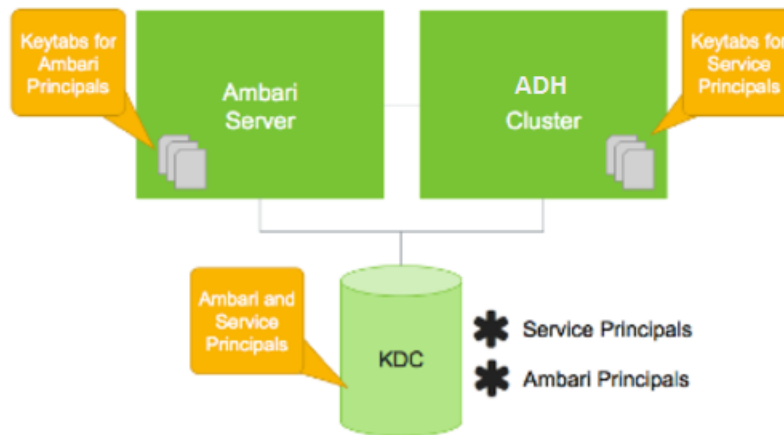 Keytabs for
Ambari
Principals
Ambari
Server
ADH
Cluster
Keytabs for
Service
Principals
Ambari and
Service
Principals
KDC
Service Principals
Ambari Principals